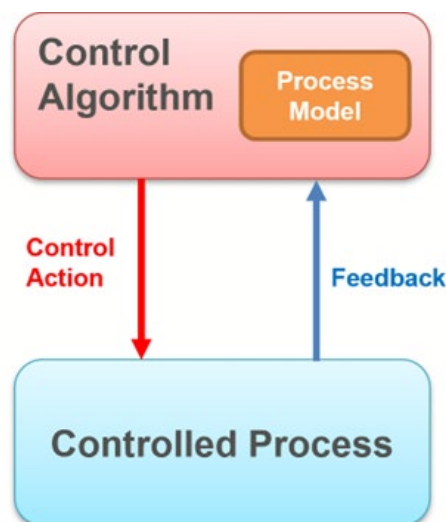 Control
Algorithm
Process
Model
Control
Action
Feedback
Controlled Process